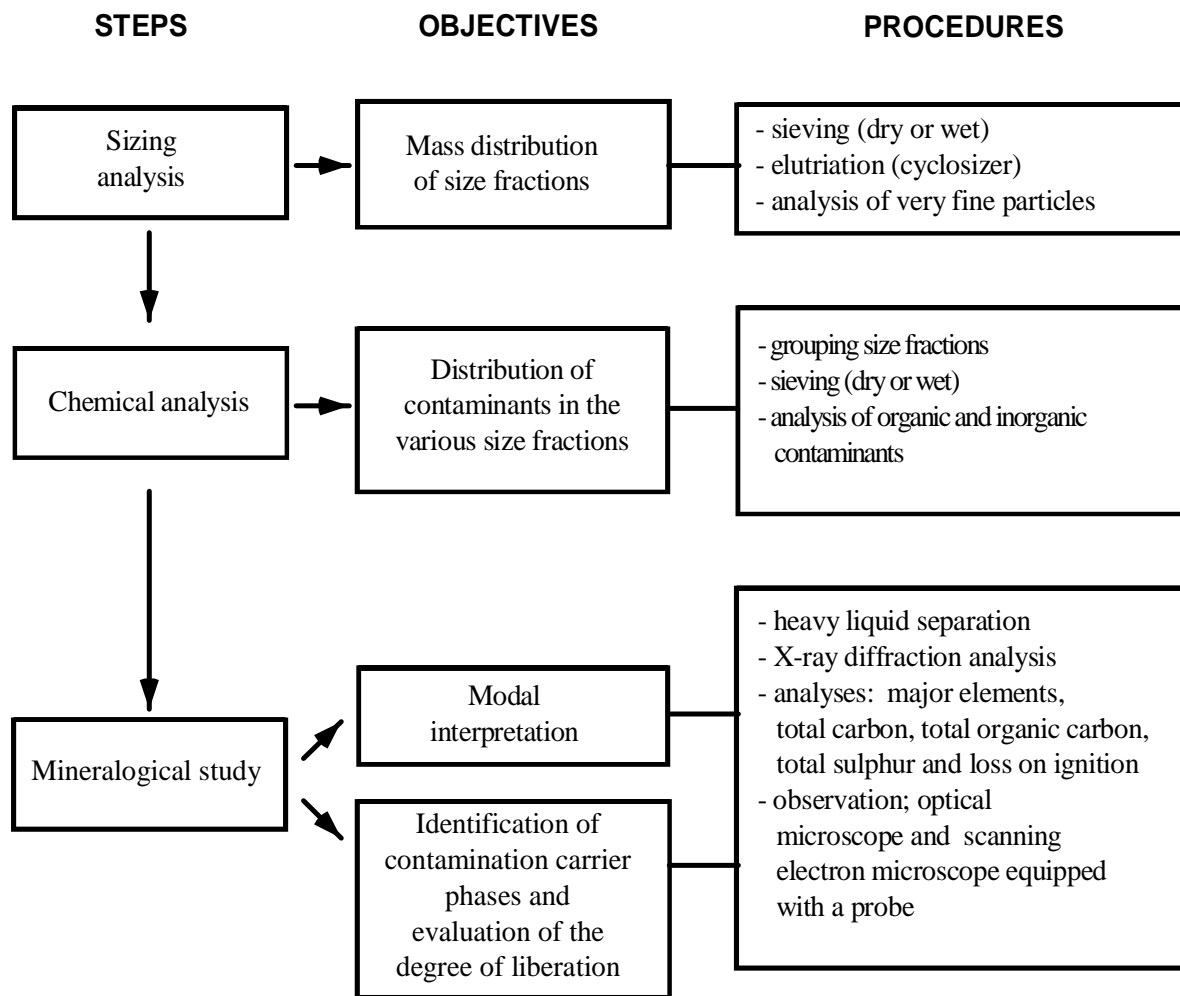 STEPS OBJECTIVES PROCEDURES
Sizing
analysis
Mass distribution
of size fractions
- sieving (dry or wet)
- elutriation (cyclosizer)
- analysis of very fine particles
Chemical analysis
Distribution of
contaminants in the
various size fractions
- grouping size fractions
- sieving (dry or wet)
- analysis of organic and inorganic
contaminants
Mineralogical study
Modal
interpretation
Identification of
contamination carrier
phases and
evaluation of the
degree of liberation
- heavy liquid separation
- X-ray diffraction analysis
- analyses: major elements,
total carbon, total organic carbon,
total sulphur and loss on ignition
- observation; optical
microscope and scanning
electron microscope equipped
with a probe